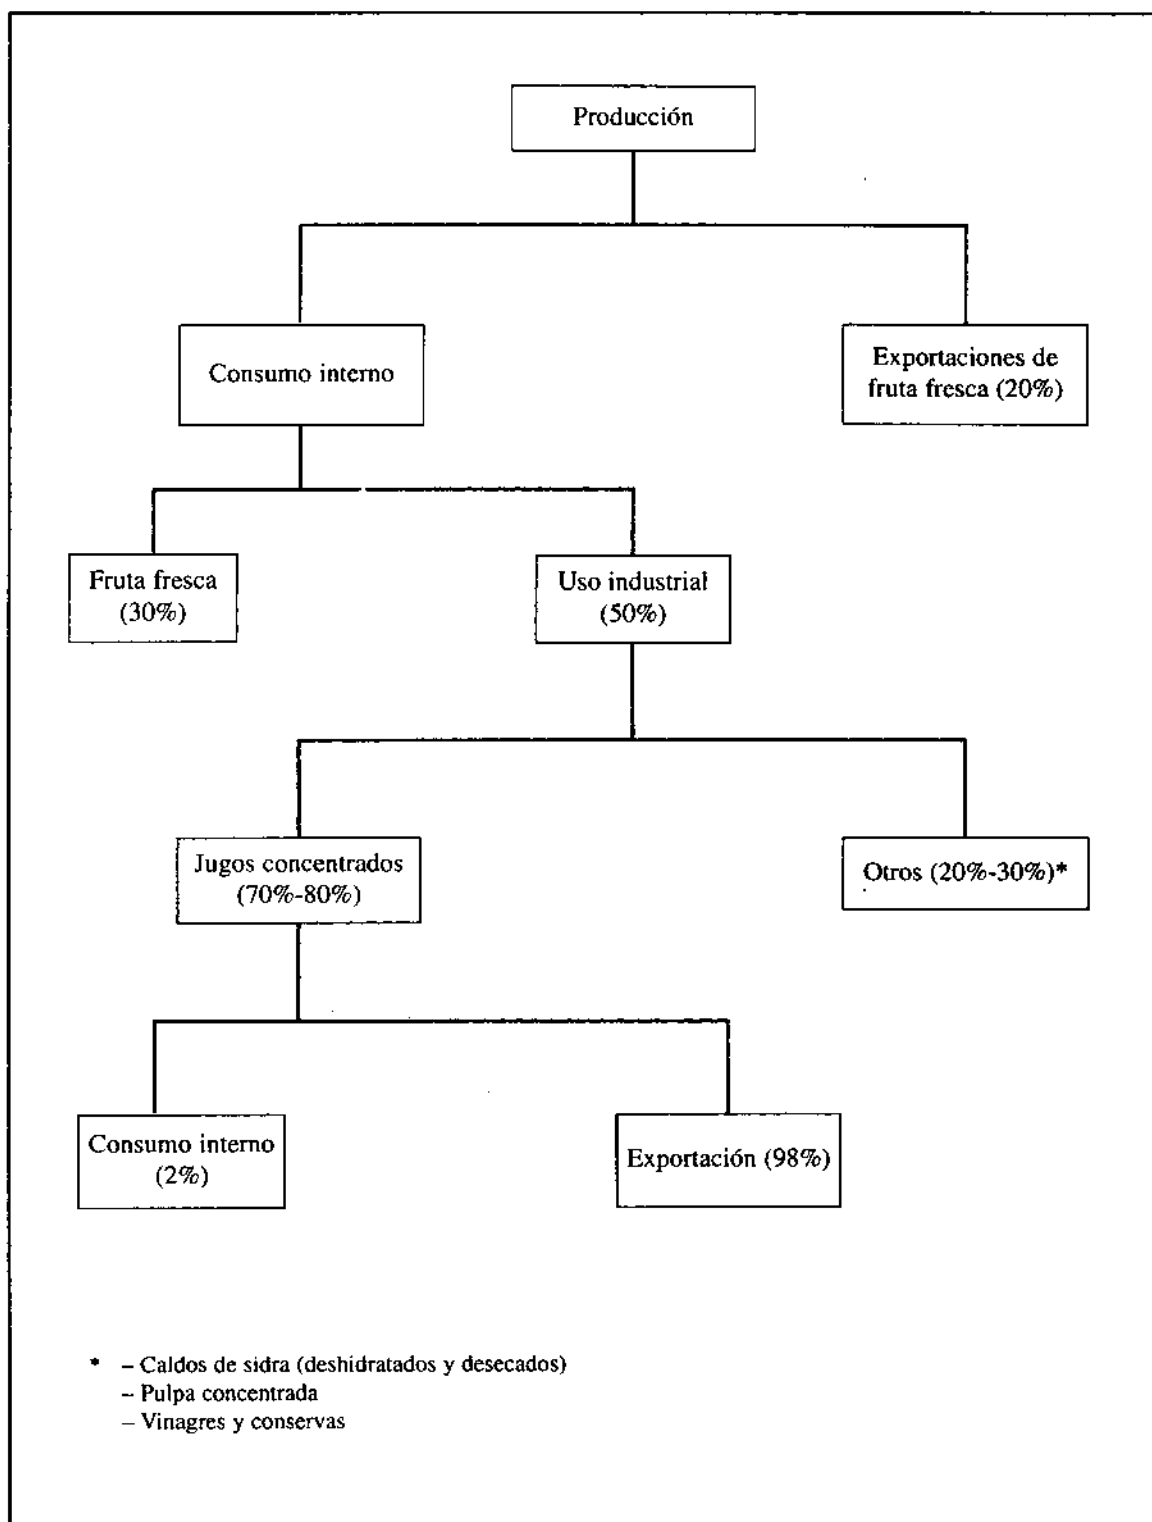 Producción
Consumo interno
Exportaciones de
fruta fresca (20%)
Fruta fresca
(30%)
Uso industrial
(50%)
Jugos concentrados
(70%-80%)
Otros (20%-30%)*
Consumo interno
(2%)
Exportación (98%)
* – Caldos de sidra (deshidratados y desecados)
– Pulpa concentrada
– Vinagres y conservas